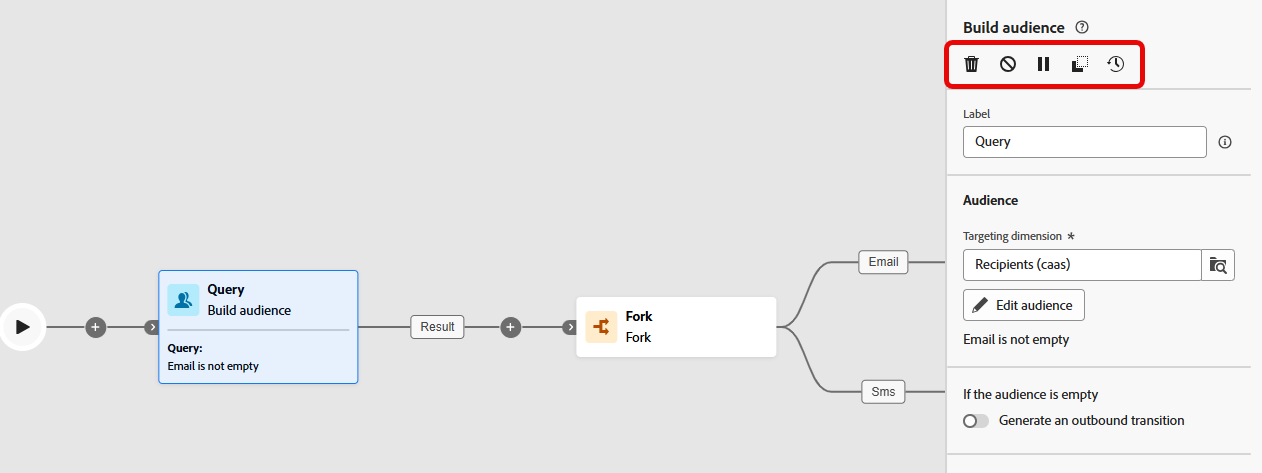 Build audience
Label
Query
Audience
Targeting dimension *
Recipients (caas)
Edit audience
Email is not empty
If the audience is empty
Generate an outbound transition
Query
Build audience
Query:
Email is not empty
Result
Fork
Fork
Email
Sms